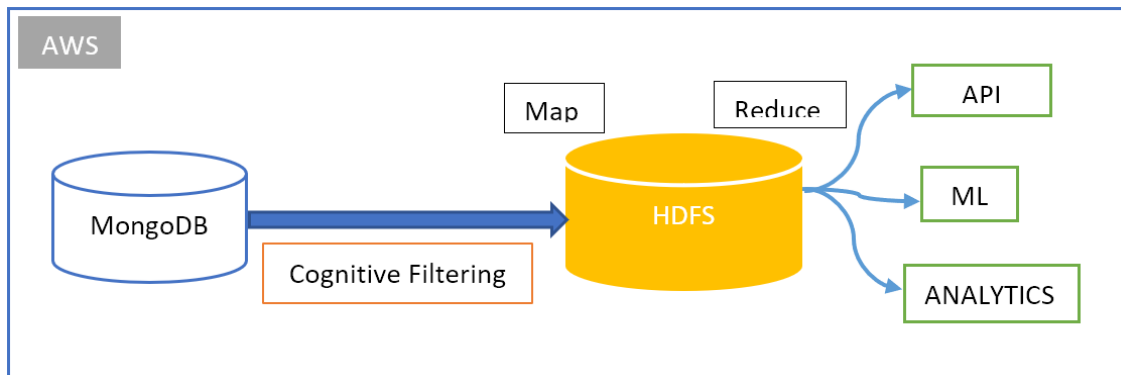 AWS
Map
Reduce
API
MongoDB
HDFS
ML
Cognitive Filtering
ANALYTICS